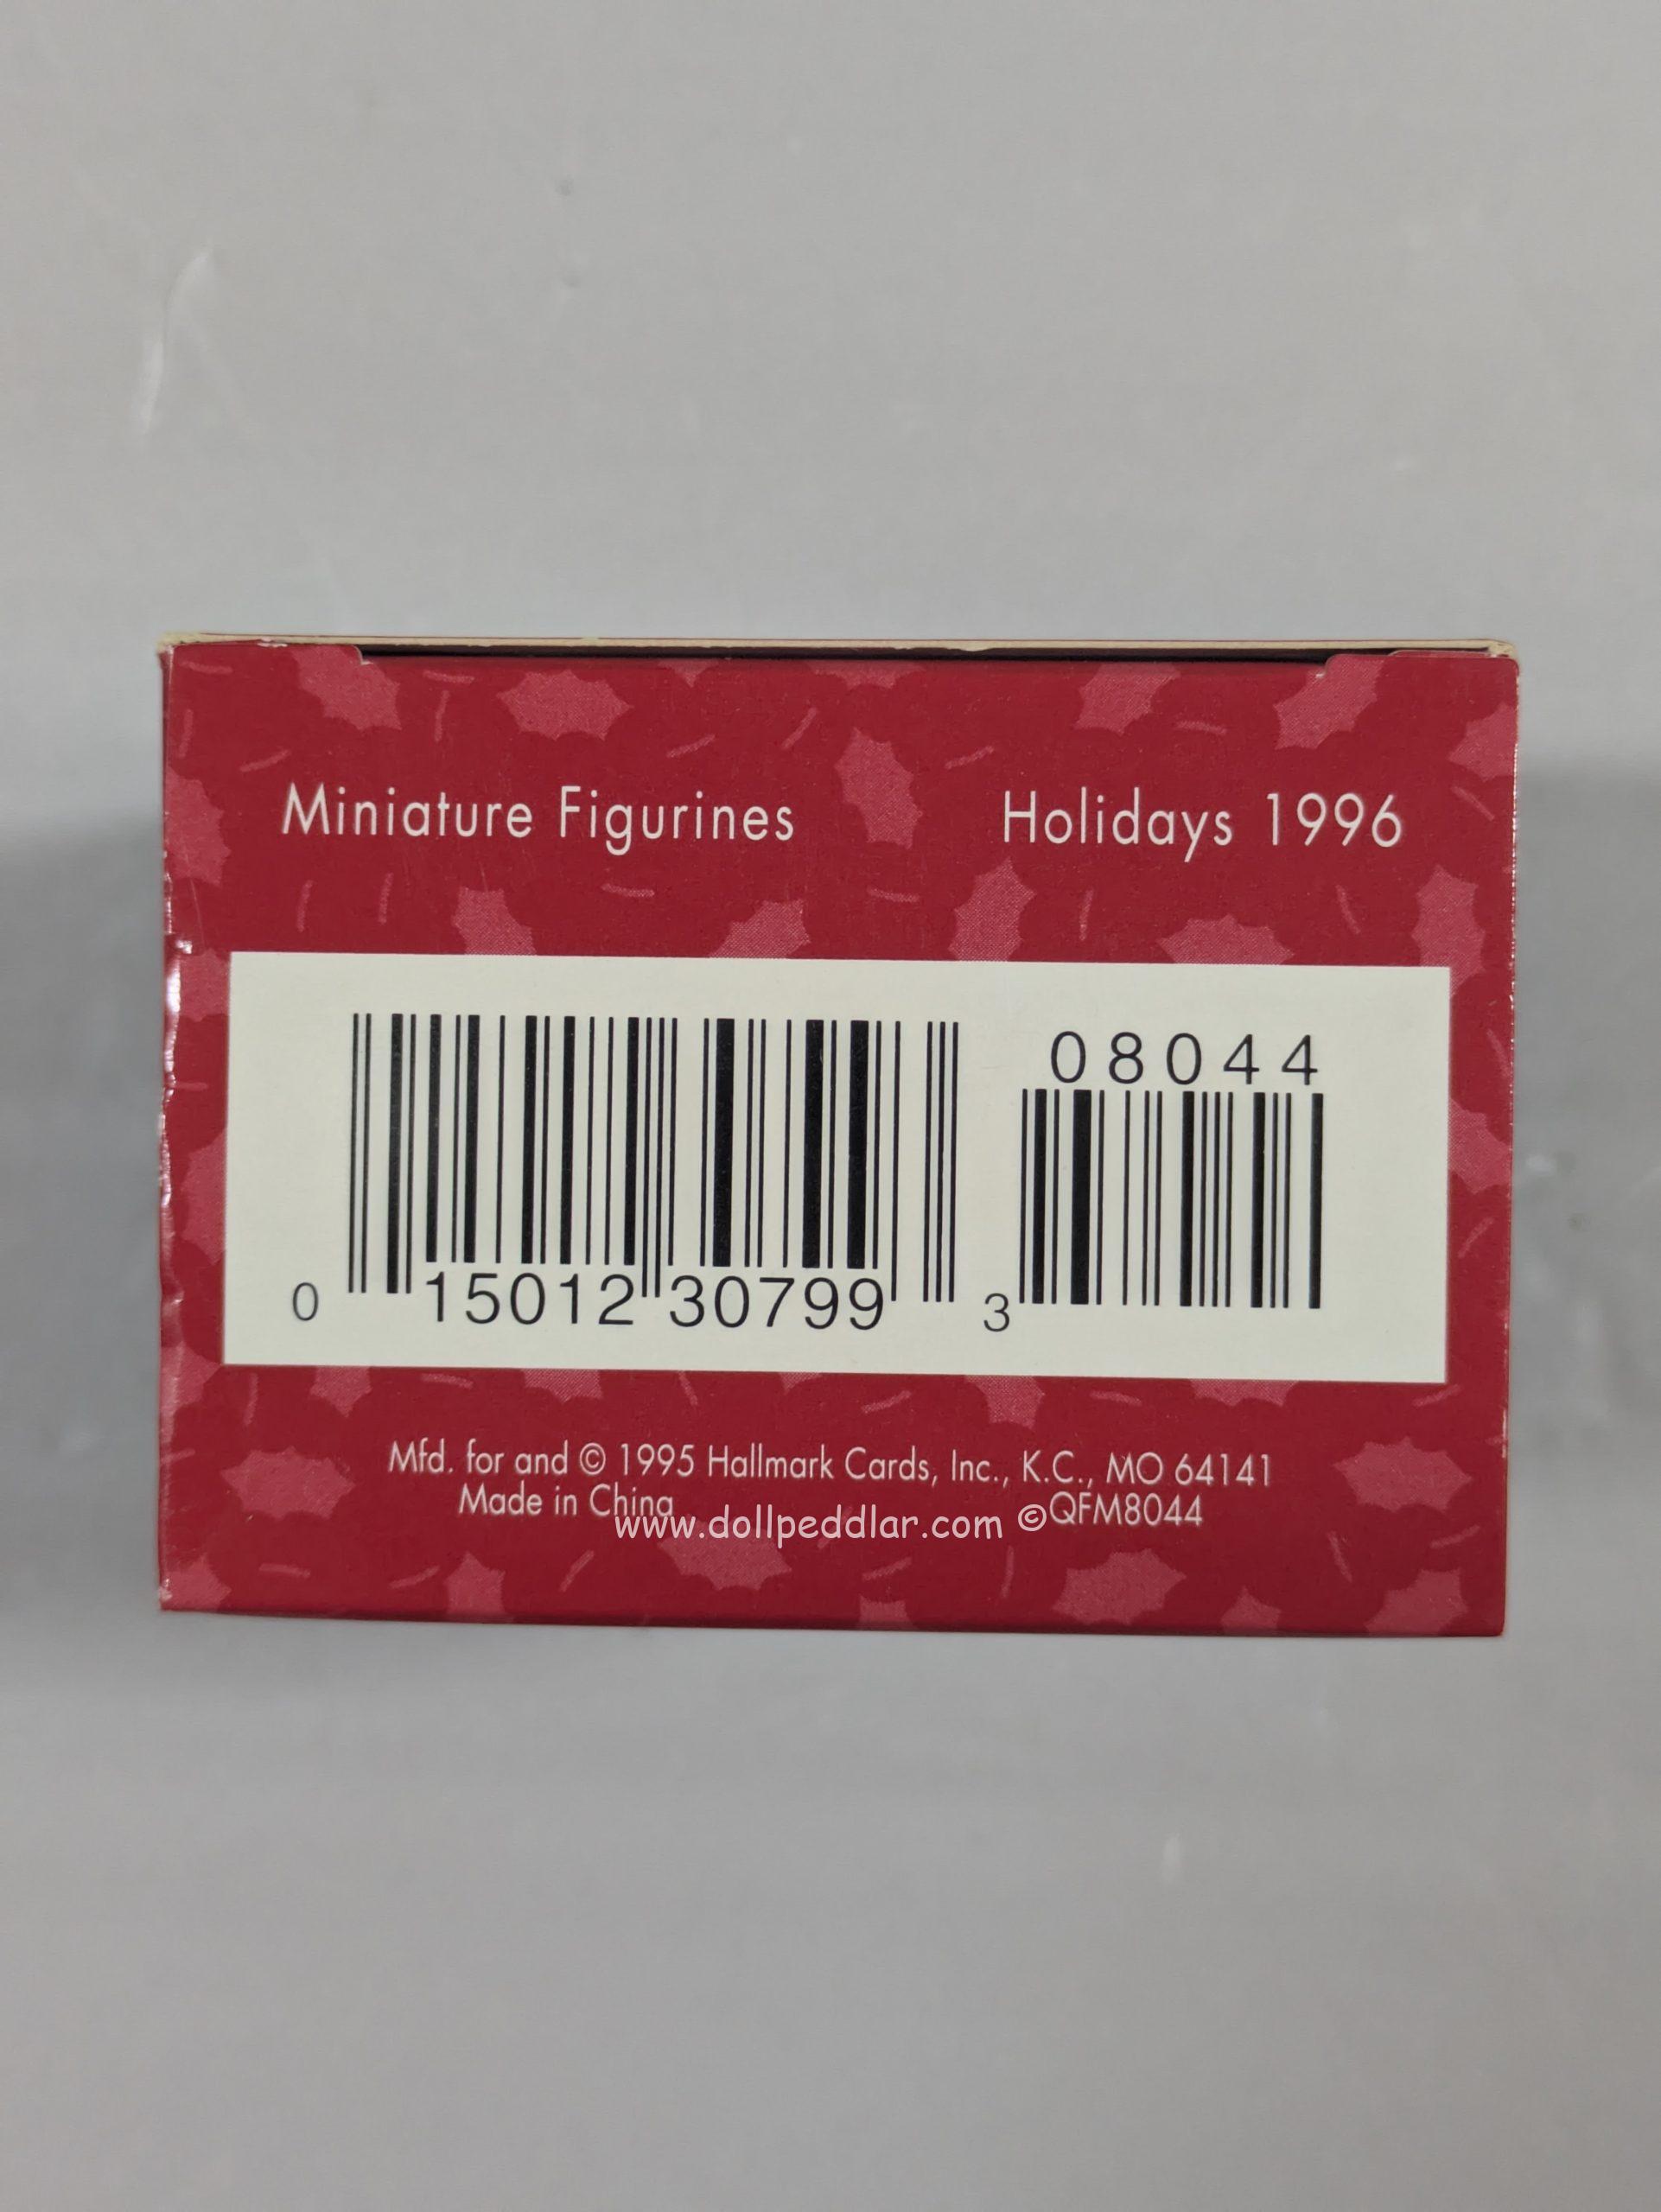 Miniature Figurines Holidays 1996
08044
0 15012 30799 3
Mfd. for and © 1995 Hallmark Cards, Inc., K.C., MO 64141
Made in China QFM8044
www.dollpeddlar.com ©